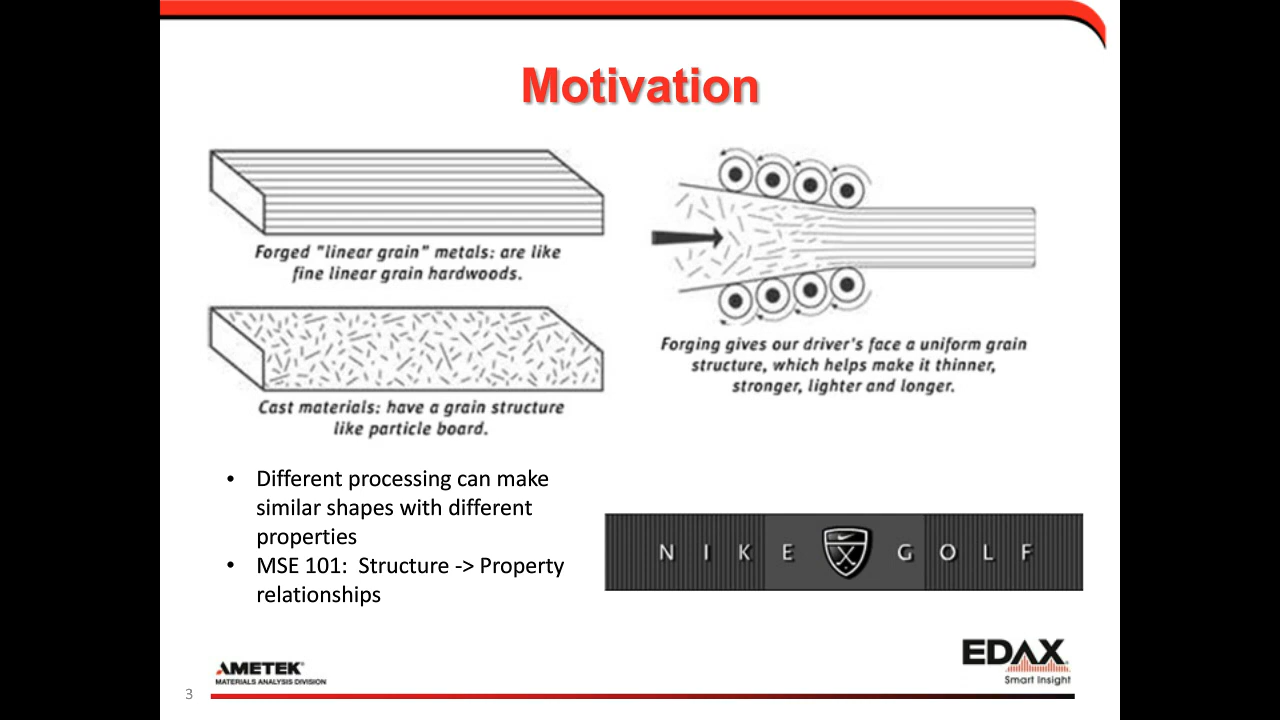 Motivation
Forged "linear grain" metals: are like
fine linear grain hardwoods.
Cast materials: have a grain structure
like particle board.
Forging gives our driver's face a uniform grain
structure, which helps make it thinner,
stronger, lighter and longer.
• Different processing can make
similar shapes with different
properties
• MSE 101: Structure -> Property
relationships
NIKE GOLF
AMETEK®
MATERIALS ANALYSIS DIVISION
EDAX
Smart Insight
3